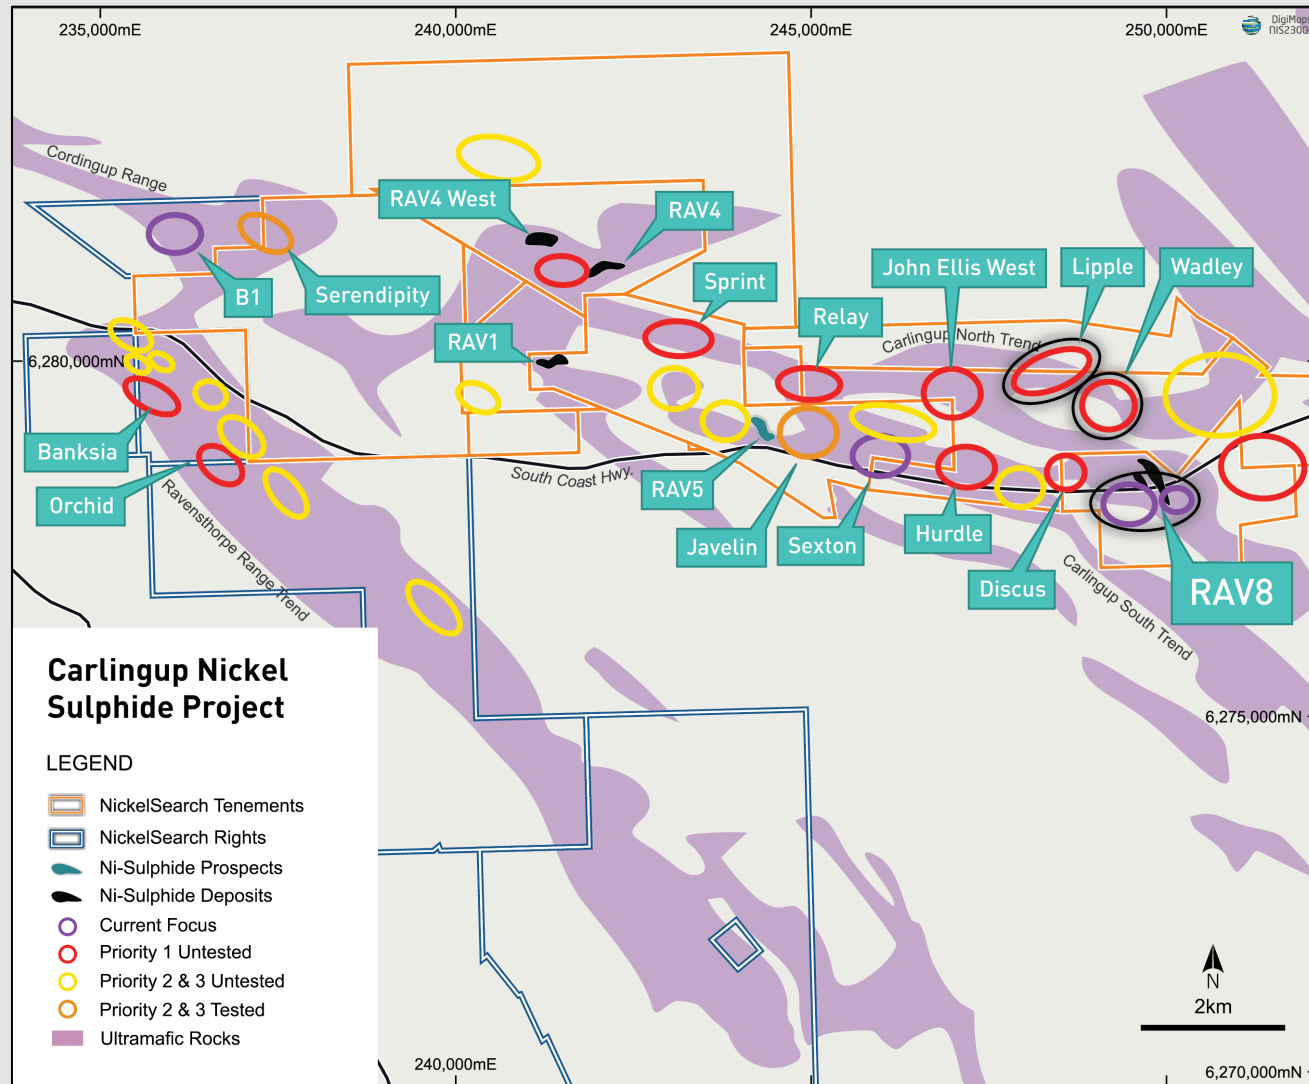 235,000mE
240,000mE
245,000mE
250,000mE
DigiMaps
NIS2300
Cordingup Range
RAV4 West
RAV4
B1
Serendipity
Sprint
John Ellis West
Lipple
Wadley
Relay
RAV1
Carlingup North Trend
6,280,000mN
Banksia
Orchid
South Coast Hwy.
RAV5
Javelin
Sexton
Hurdle
Discus
RAV8
Ravensthorpe Range Trend
Carlingup South Trend
Carlingup Nickel
Sulphide Project
6,275,000mN
LEGEND
NickelSearch Tenements
NickelSearch Rights
Ni-Sulphide Prospects
Ni-Sulphide Deposits
Current Focus
Priority 1 Untested
Priority 2 & 3 Untested
Priority 2 & 3 Tested
Ultramafic Rocks
N
2km
240,000mE
6,270,000mN